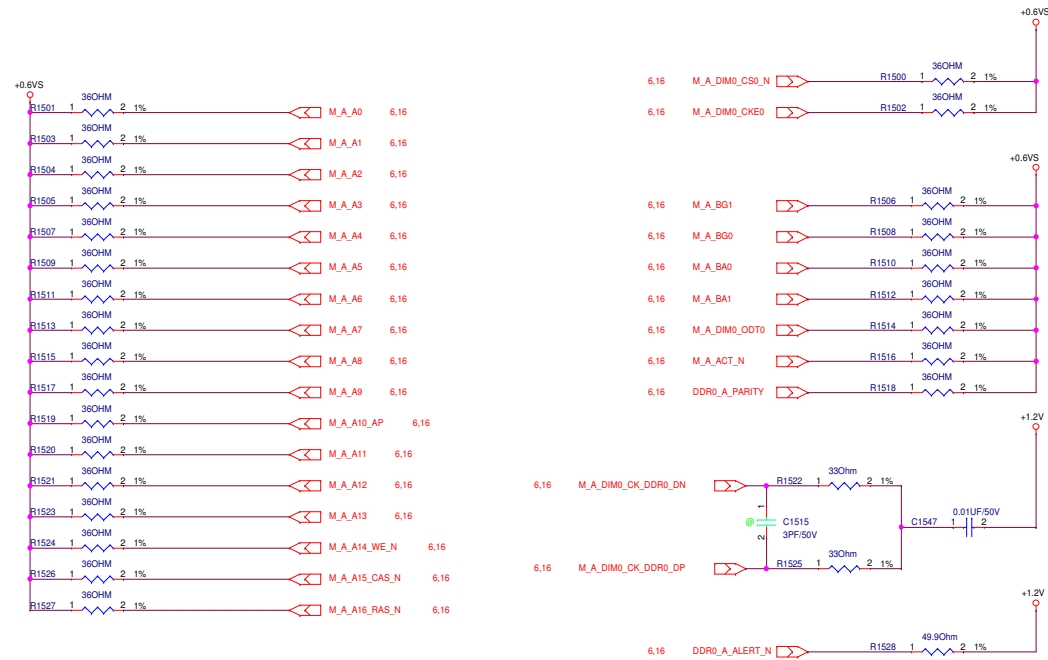 +0.6VS
R1501 1 36OHM 2 1% M_A_A0 6,16
R1503 1 36OHM 2 1% M_A_A1 6,16
R1504 1 36OHM 2 1% M_A_A2 6,16
R1505 1 36OHM 2 1% M_A_A3 6,16
R1507 1 36OHM 2 1% M_A_A4 6,16
R1509 1 36OHM 2 1% M_A_A5 6,16
R1511 1 36OHM 2 1% M_A_A6 6,16
R1513 1 36OHM 2 1% M_A_A7 6,16
R1515 1 36OHM 2 1% M_A_A8 6,16
R1517 1 36OHM 2 1% M_A_A9 6,16
R1519 1 36OHM 2 1% M_A_A10_AP 6,16
R1520 1 36OHM 2 1% M_A_A11 6,16
R1521 1 36OHM 2 1% M_A_A12 6,16
R1523 1 36OHM 2 1% M_A_A13 6,16
R1524 1 36OHM 2 1% M_A_A14_WE_N 6,16
R1526 1 36OHM 2 1% M_A_A15_CAS_N 6,16
R1527 1 36OHM 2 1% M_A_A16_RAS_N 6,16
+0.6VS
6,16 M_A_DIM0_CS0_N R1500 1 36OHM 2 1%
6,16 M_A_DIM0_CKE0 R1502 1 36OHM 2 1%
+0.6VS
6,16 M_A_BG1 R1506 1 36OHM 2 1%
6,16 M_A_BG0 R1508 1 36OHM 2 1%
6,16 M_A_BA0 R1510 1 36OHM 2 1%
6,16 M_A_BA1 R1512 1 36OHM 2 1%
6,16 M_A_DIM0_ODT0 R1514 1 36OHM 2 1%
6,16 M_A_ACT_N R1516 1 36OHM 2 1%
6,16 DDR0_A_PARITY R1518 1 36OHM 2 1%
+1.2V
6,16 M_A_DIM0_CK_DDR0_DN R1522 1 33Ohm 2 1%
@ 1 2 C1515
3PF/50V
C1547 1 0.01UF/50V 2
6,16 M_A_DIM0_CK_DDR0_DP R1525 1 33Ohm 2 1%
+1.2V
6,16 DDR0_A_ALERT_N R1528 1 49.9Ohm 2 1%